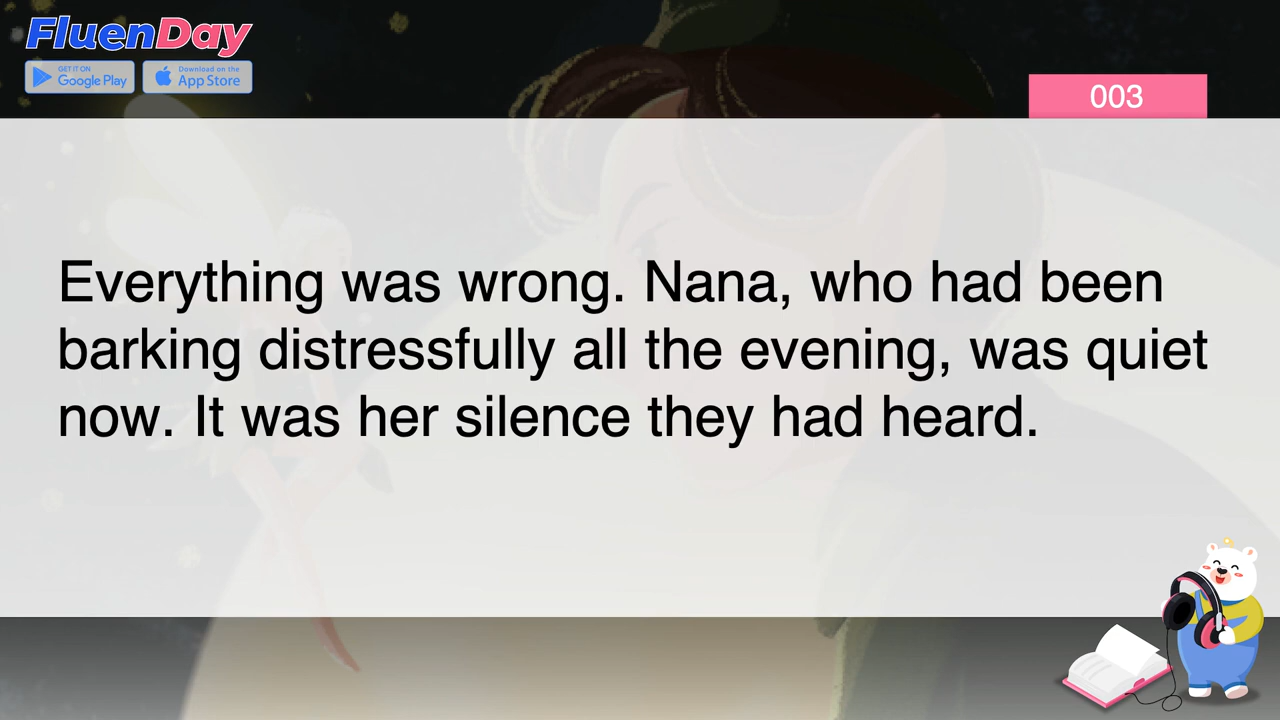 FluenDay
GET IT ON
Google Play
Download on the
App Store
003
Everything was wrong. Nana, who had been
barking distressfully all the evening, was quiet
now. It was her silence they had heard.